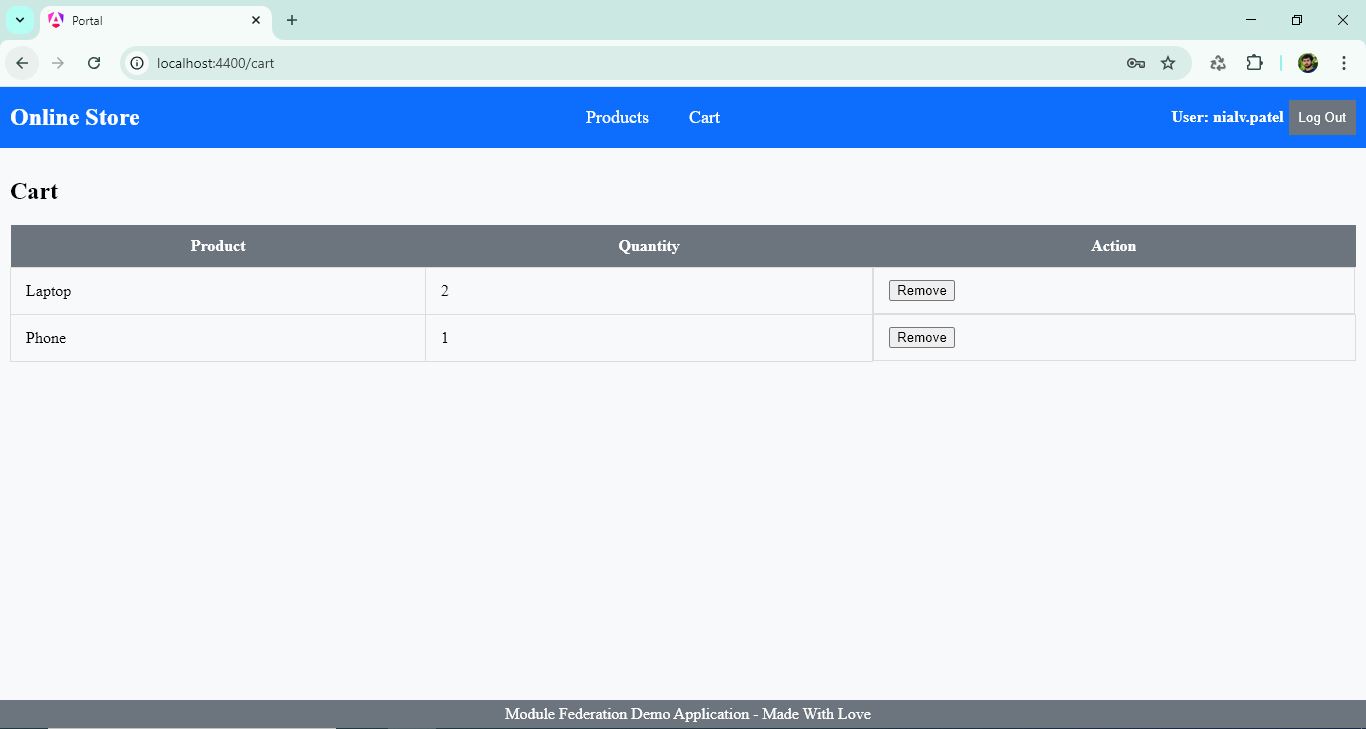 Portal
localhost:4400/cart
Online Store
Products
Cart
User: nialv.patel
Log Out
Cart
Product Quantity Action
Laptop 2 Remove
Phone 1 Remove
Module Federation Demo Application - Made With Love